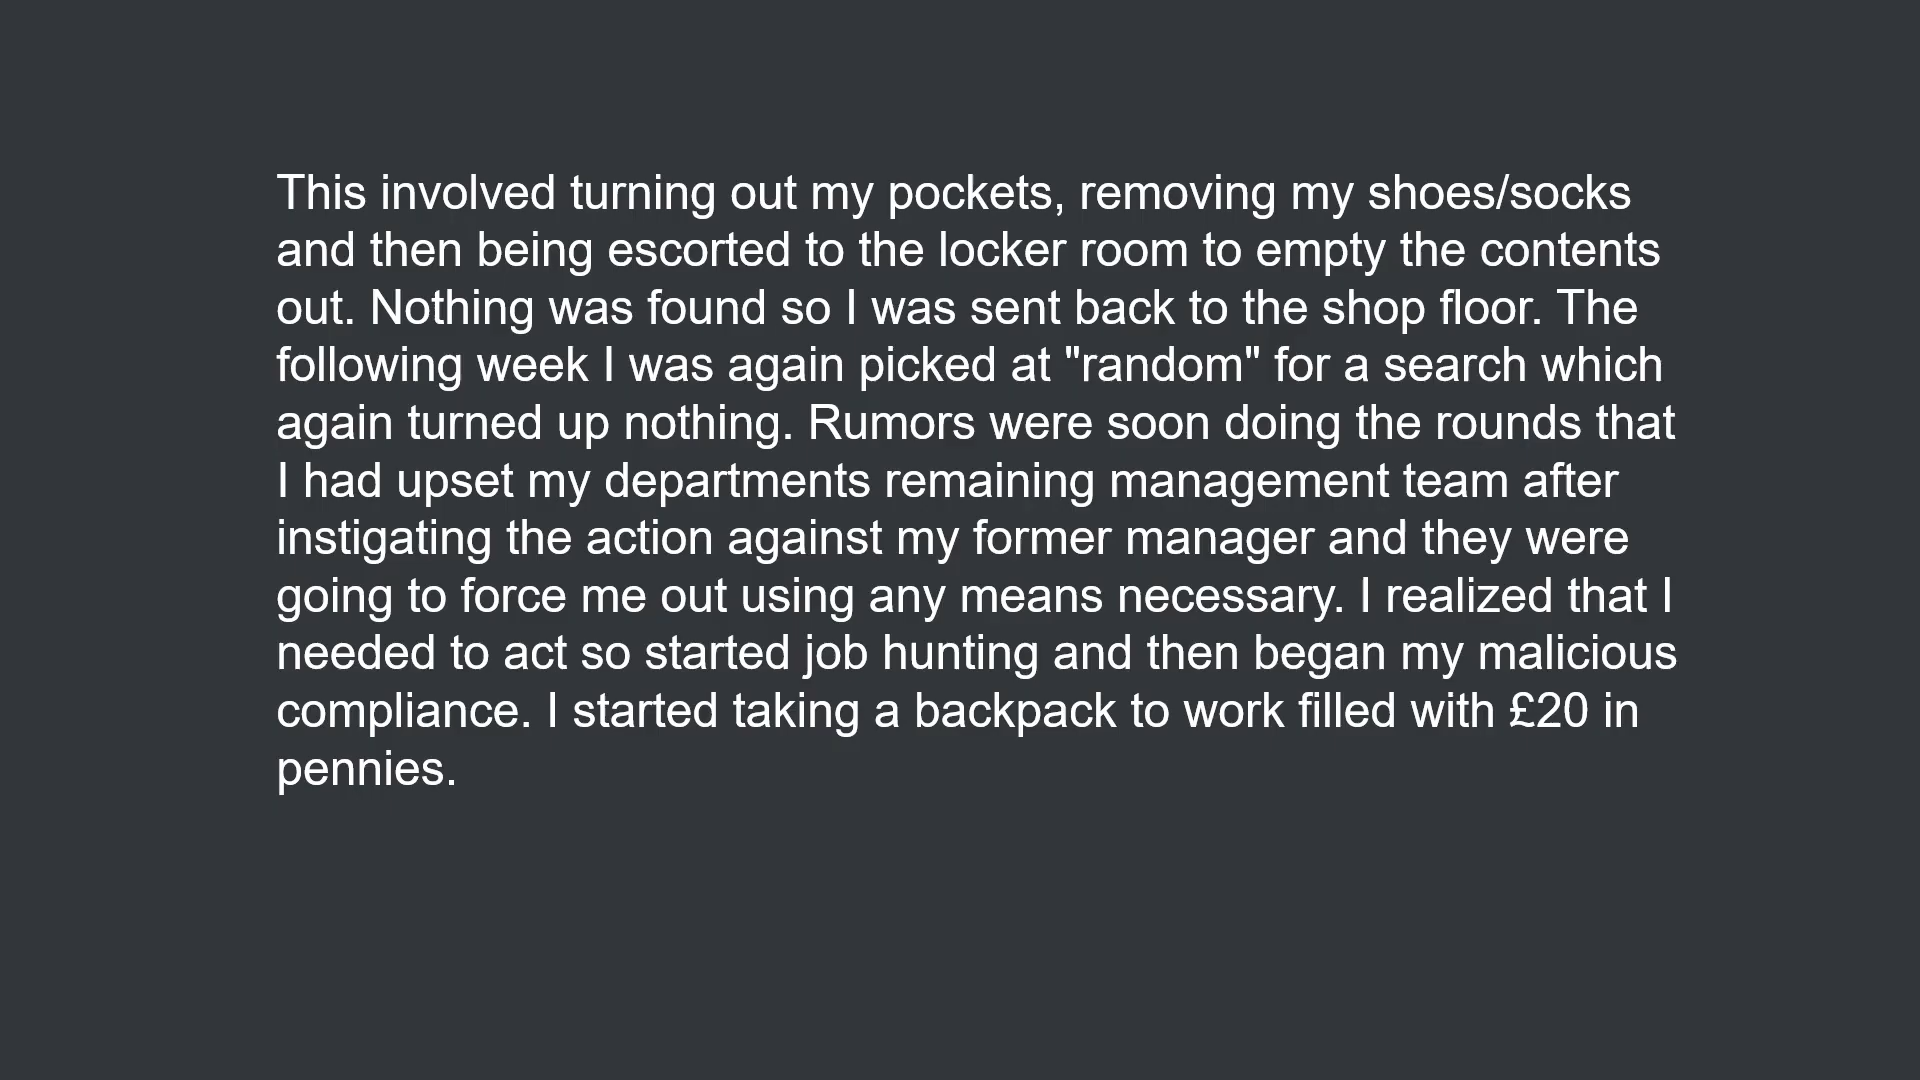 This involved turning out my pockets, removing my shoes/socks
and then being escorted to the locker room to empty the contents
out. Nothing was found so I was sent back to the shop floor. The
following week I was again picked at "random" for a search which
again turned up nothing. Rumors were soon doing the rounds that
I had upset my departments remaining management team after
instigating the action against my former manager and they were
going to force me out using any means necessary. I realized that I
needed to act so started job hunting and then began my malicious
compliance. I started taking a backpack to work filled with £20 in
pennies.